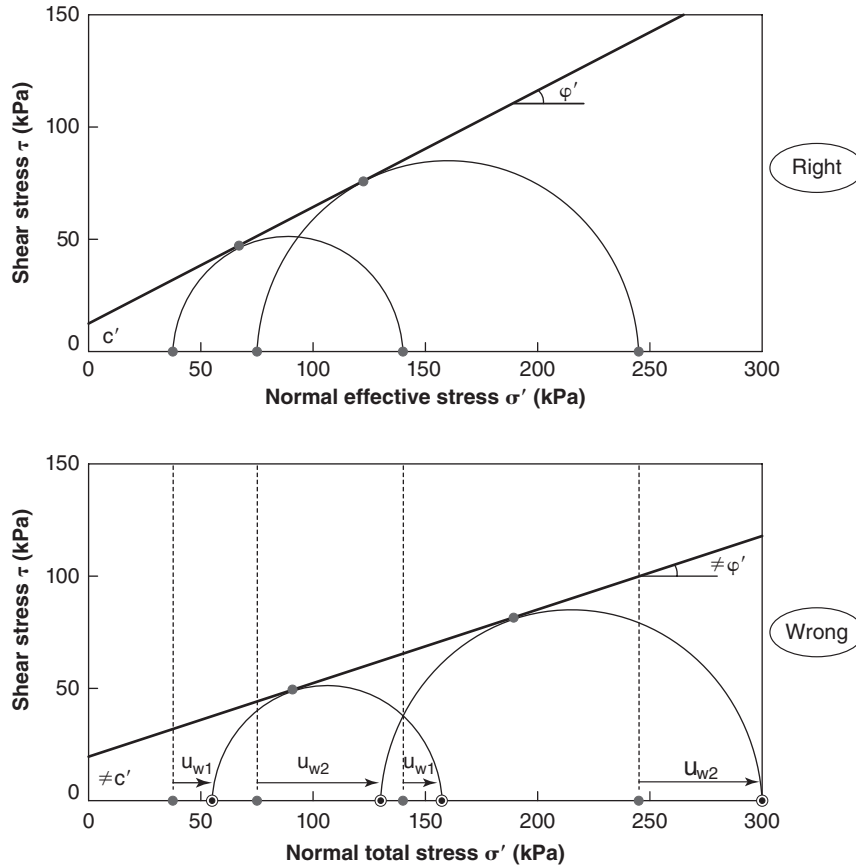 150
100
50
0
Shear stress τ (kPa)
φ′
c′
Right
0 50 100 150 200 250 300
Normal effective stress σ′ (kPa)
150
100
50
0
Shear stress τ (kPa)
≠φ′
≠c′
u_w1
u_w2
u_w1
u_w2
Wrong
0 50 100 150 200 250 300
Normal total stress σ′ (kPa)